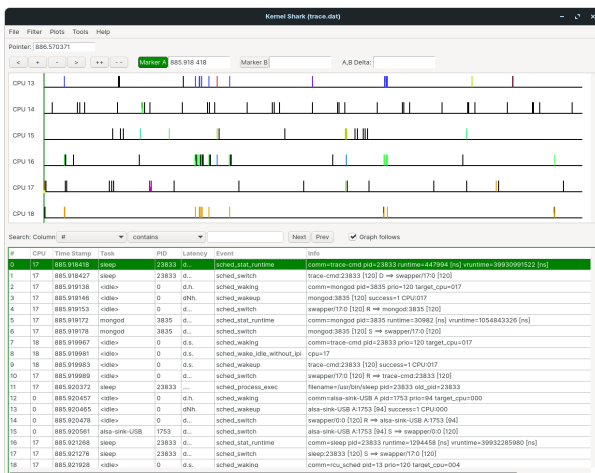 Kernel Shark (trace.dat)
File Filter Plots Tools Help
Pointer: 886.570371
< + - > ++ -- Marker A 885.918 418 Marker B A,B Delta:
CPU 13
CPU 14
CPU 15
CPU 16
CPU 17
CPU 18
Search: Column # contains Next Prev Graph follows
# CPU Time Stamp Task PID Latency Event Info
0 17 885.918418 sleep 23833 d... sched_stat_runtime comm=trace-cmd pid=23833 runtime=447994 [ns] vruntime=39930991522 [ns]
1 17 885.918427 sleep 23833 d... sched_switch trace-cmd:23833 [120] D ⟹ swapper/17:0 [120]
2 17 885.919138 <idle> 0 d.h. sched_waking comm=mongod pid=3835 prio=120 target_cpu=017
3 17 885.919146 <idle> 0 dNh. sched_wakeup mongod:3835 [120] success=1 CPU:017
4 17 885.919153 <idle> 0 d... sched_switch swapper/17:0 [120] R ⟹ mongod:3835 [120]
5 17 885.919172 mongod 3835 d... sched_stat_runtime comm=mongod pid=3835 runtime=30982 [ns] vruntime=1054843326 [ns]
6 17 885.919178 mongod 3835 d... sched_switch mongod:3835 [120] S ⟹ swapper/17:0 [120]
7 18 885.919967 <idle> 0 d.s. sched_waking comm=trace-cmd pid=23833 prio=120 target_cpu=017
8 18 885.919981 <idle> 0 d.s. sched_wake_idle_without_ipi cpu=17
9 18 885.919983 <idle> 0 d.s. sched_wakeup trace-cmd:23833 [120] success=1 CPU:017
10 17 885.919989 <idle> 0 d... sched_switch swapper/17:0 [120] R ⟹ trace-cmd:23833 [120]
11 17 885.920372 sleep 23833 .... sched_process_exec filename=/usr/bin/sleep pid=23833 old_pid=23833
12 0 885.920457 <idle> 0 d.h. sched_waking comm=alsa-sink-USB A pid=1753 prio=94 target_cpu=000
13 0 885.920465 <idle> 0 dNh. sched_wakeup alsa-sink-USB A:1753 [94] success=1 CPU:000
14 0 885.920478 <idle> 0 d... sched_switch swapper/0:0 [120] R ⟹ alsa-sink-USB A:1753 [94]
15 0 885.920561 alsa-sink-USB 1753 d... sched_switch alsa-sink-USB A:1753 [94] S ⟹ swapper/0:0 [120]
16 17 885.921268 sleep 23833 d... sched_stat_runtime comm=sleep pid=23833 runtime=1294458 [ns] vruntime=39932285980 [ns]
17 17 885.921276 sleep 23833 d... sched_switch sleep:23833 [120] S ⟹ swapper/17:0 [120]
18 18 885.921928 <idle> 0 d.s. sched_waking comm=rcu_sched pid=13 prio=120 target_cpu=004